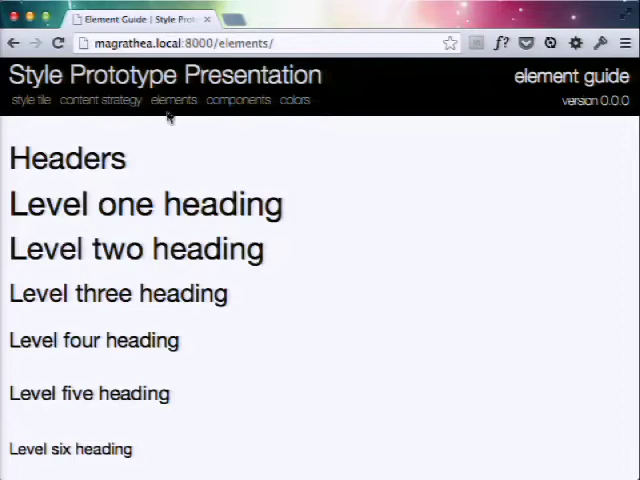 Element Guide | Style Proto
magrathea.local:8000/elements/
Style Prototype Presentation
element guide
style tile content strategy elements components colors
version 0.0.0
Headers
Level one heading
Level two heading
Level three heading
Level four heading
Level five heading
Level six heading